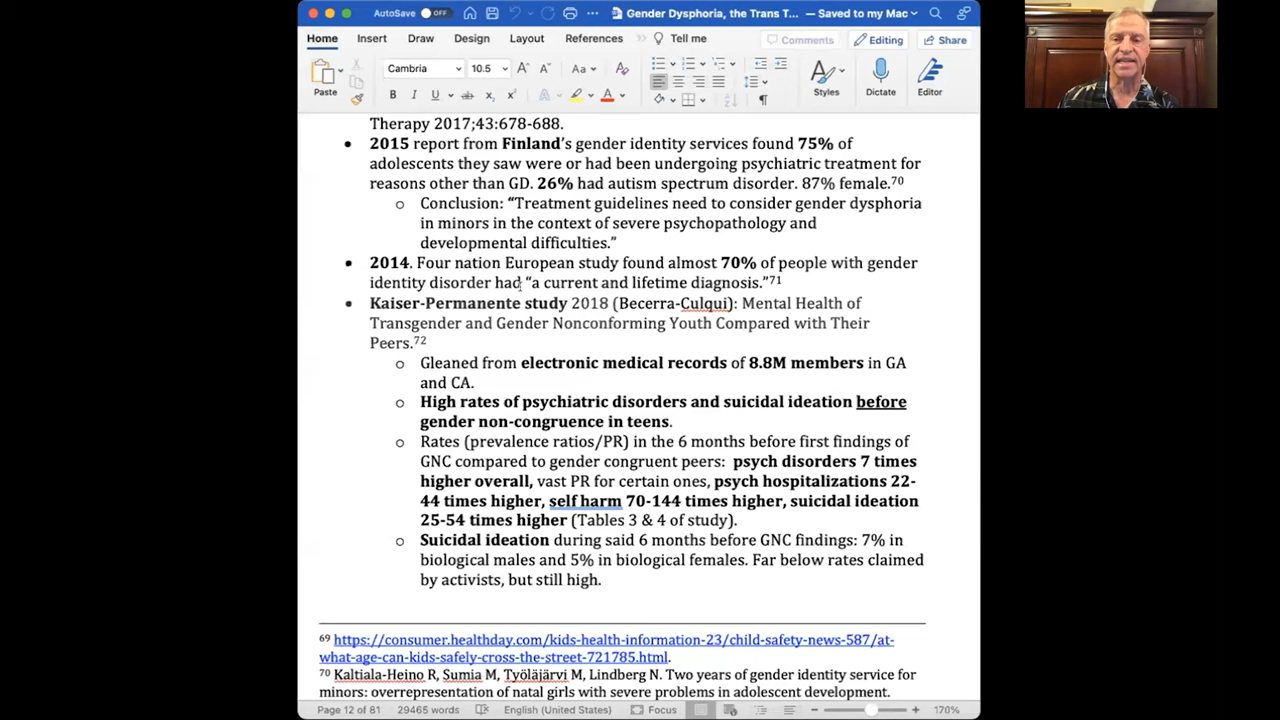 AutoSave OFF ... Gender Dysphoria, the Trans T... — Saved to my Mac
Home Insert Draw Design Layout References Tell me Comments Editing Share
Paste Cambria 10.5 A A Aa A Styles Dictate Editor
B I U ab x, x² A A
Therapy 2017;43:678-688.
• 2015 report from Finland’s gender identity services found 75% of
adolescents they saw were or had been undergoing psychiatric treatment for
reasons other than GD. 26% had autism spectrum disorder. 87% female.70
o Conclusion: “Treatment guidelines need to consider gender dysphoria
in minors in the context of severe psychopathology and
developmental difficulties.”
• 2014. Four nation European study found almost 70% of people with gender
identity disorder had “a current and lifetime diagnosis.”71
• Kaiser-Permanente study 2018 (Becerra-Culqui): Mental Health of
Transgender and Gender Nonconforming Youth Compared with Their
Peers.72
o Gleaned from electronic medical records of 8.8M members in GA
and CA.
o High rates of psychiatric disorders and suicidal ideation before
gender non-congruence in teens.
o Rates (prevalence ratios/PR) in the 6 months before first findings of
GNC compared to gender congruent peers: psych disorders 7 times
higher overall, vast PR for certain ones, psych hospitalizations 22-
44 times higher, self harm 70-144 times higher, suicidal ideation
25-54 times higher (Tables 3 & 4 of study).
o Suicidal ideation during said 6 months before GNC findings: 7% in
biological males and 5% in biological females. Far below rates claimed
by activists, but still high.
69 https://consumer.healthday.com/kids-health-information-23/child-safety-news-587/at-
what-age-can-kids-safely-cross-the-street-721785.html.
70 Kaltiala-Heino R, Sumia M, Työläjärvi M, Lindberg N. Two years of gender identity service for
minors: overrepresentation of natal girls with severe problems in adolescent development.
Page 12 of 81 29465 words English (United States) Focus 170%